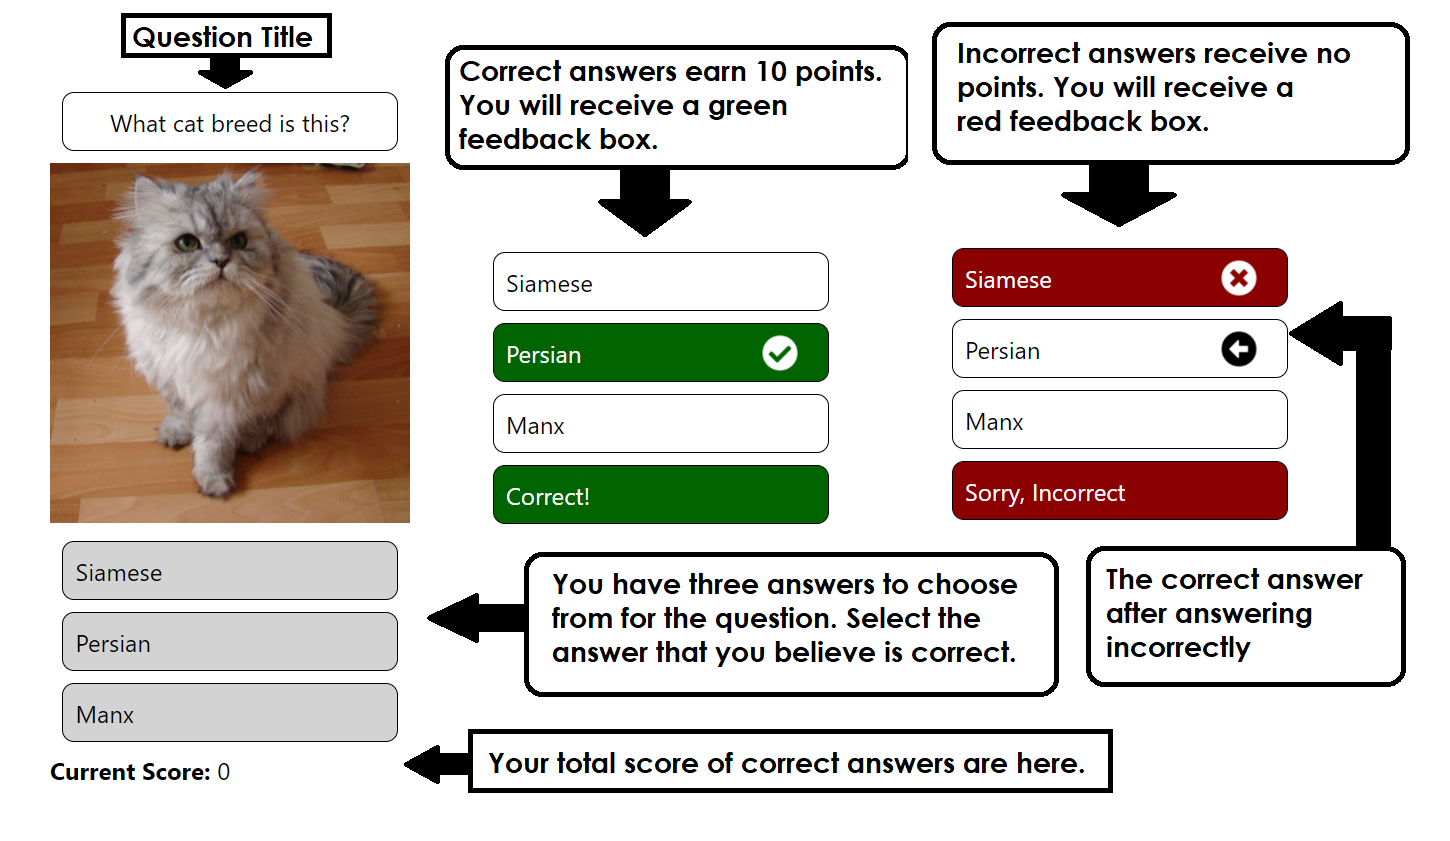 Question Title
What cat breed is this?
Siamese
Persian
Manx
Current Score: 0
Correct answers earn 10 points.
You will receive a green
feedback box.
Siamese
Persian
Manx
Correct!
Incorrect answers receive no
points. You will receive a
red feedback box.
Siamese
Persian
Manx
Sorry, Incorrect
You have three answers to choose
from for the question. Select the
answer that you believe is correct.
The correct answer
after answering
incorrectly
Your total score of correct answers are here.